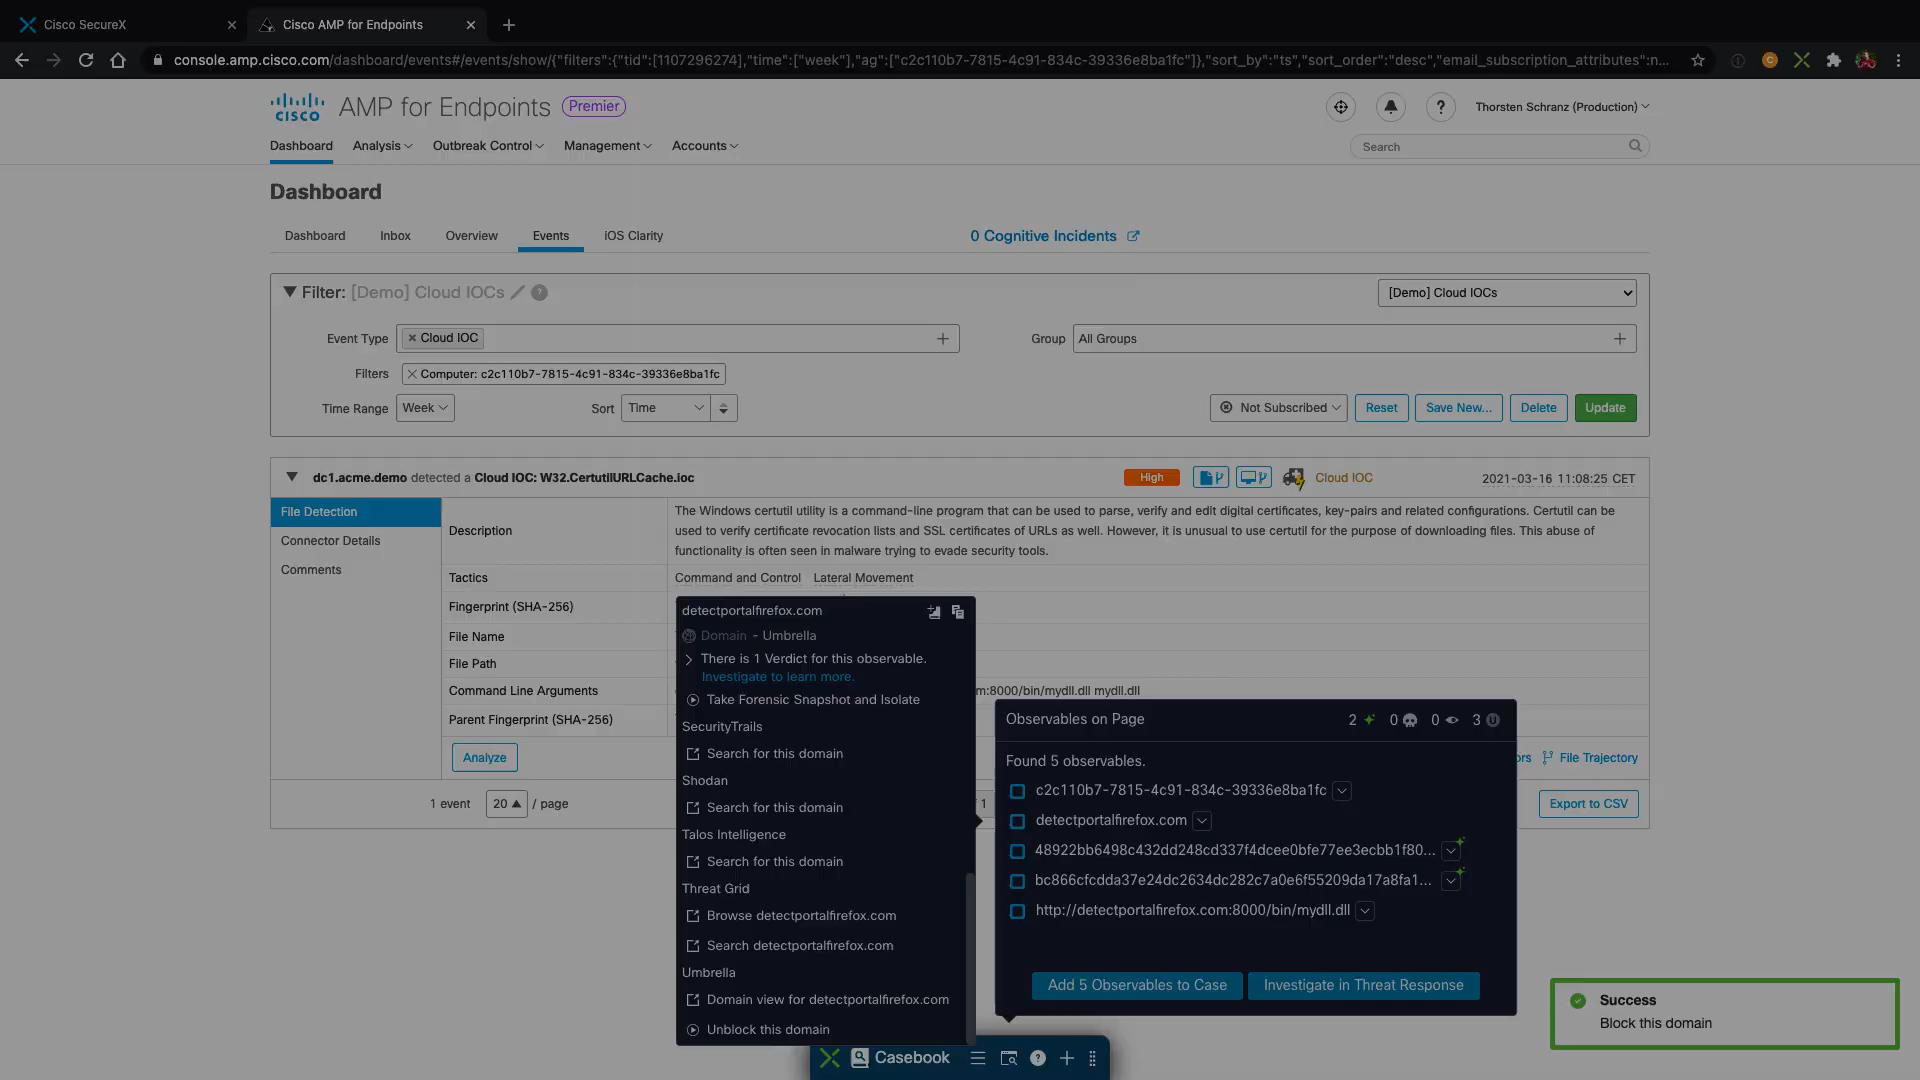 Cisco SecureX
Cisco AMP for Endpoints
console.amp.cisco.com/dashboard/events#/events/show/{"filters":{"tid":[1107296274],"time":["week"],"ag":["c2c110b7-7815-4c91-834c-39336e8ba1fc"]},"sort_by":"ts","sort_order":"desc","email_subscription_attributes":n...
CISCO AMP for Endpoints Premier
Thorsten Schranz (Production)
Dashboard Analysis Outbreak Control Management Accounts
Search
Dashboard
Dashboard Inbox Overview Events iOS Clarity
0 Cognitive Incidents
Filter: [Demo] Cloud IOCs ?
[Demo] Cloud IOCs
Event Type × Cloud IOC +
Group All Groups +
Filters × Computer: c2c110b7-7815-4c91-834c-39336e8ba1fc
Time Range Week Sort Time
Not Subscribed Reset Save New... Delete Update
dc1.acme.demo detected a Cloud IOC: W32.CertutilURLCache.ioc
High Cloud IOC 2021-03-16 11:08:25 CET
File Detection
Connector Details
Comments
Description
The Windows certutil utility is a command-line program that can be used to parse, verify and edit digital certificates, key-pairs and related configurations. Certutil can be
used to verify certificate revocation lists and SSL certificates of URLs as well. However, it is unusual to use certutil for the purpose of downloading files. This abuse of
functionality is often seen in malware trying to evade security tools.
Tactics Command and Control Lateral Movement
Fingerprint (SHA-256)
File Name
File Path
Command Line Arguments
m:8000/bin/mydll.dll mydll.dll
Parent Fingerprint (SHA-256)
Analyze
ors File Trajectory
1 event 20 / page
1
Export to CSV
detectportalfirefox.com
Domain - Umbrella
There is 1 Verdict for this observable.
Investigate to learn more.
Take Forensic Snapshot and Isolate
SecurityTrails
Search for this domain
Shodan
Search for this domain
Talos Intelligence
Search for this domain
Threat Grid
Browse detectportalfirefox.com
Search detectportalfirefox.com
Umbrella
Domain view for detectportalfirefox.com
Unblock this domain
Observables on Page 2 0 0 3
Found 5 observables.
c2c110b7-7815-4c91-834c-39336e8ba1fc
detectportalfirefox.com
48922bb6498c432dd248cd337f4dcee0bfe77ee3ecbb1f80...
bc866cfcdda37e24dc2634dc282c7a0e6f55209da17a8fa1...
http://detectportalfirefox.com:8000/bin/mydll.dll
Add 5 Observables to Case Investigate in Threat Response
Success
Block this domain
Casebook